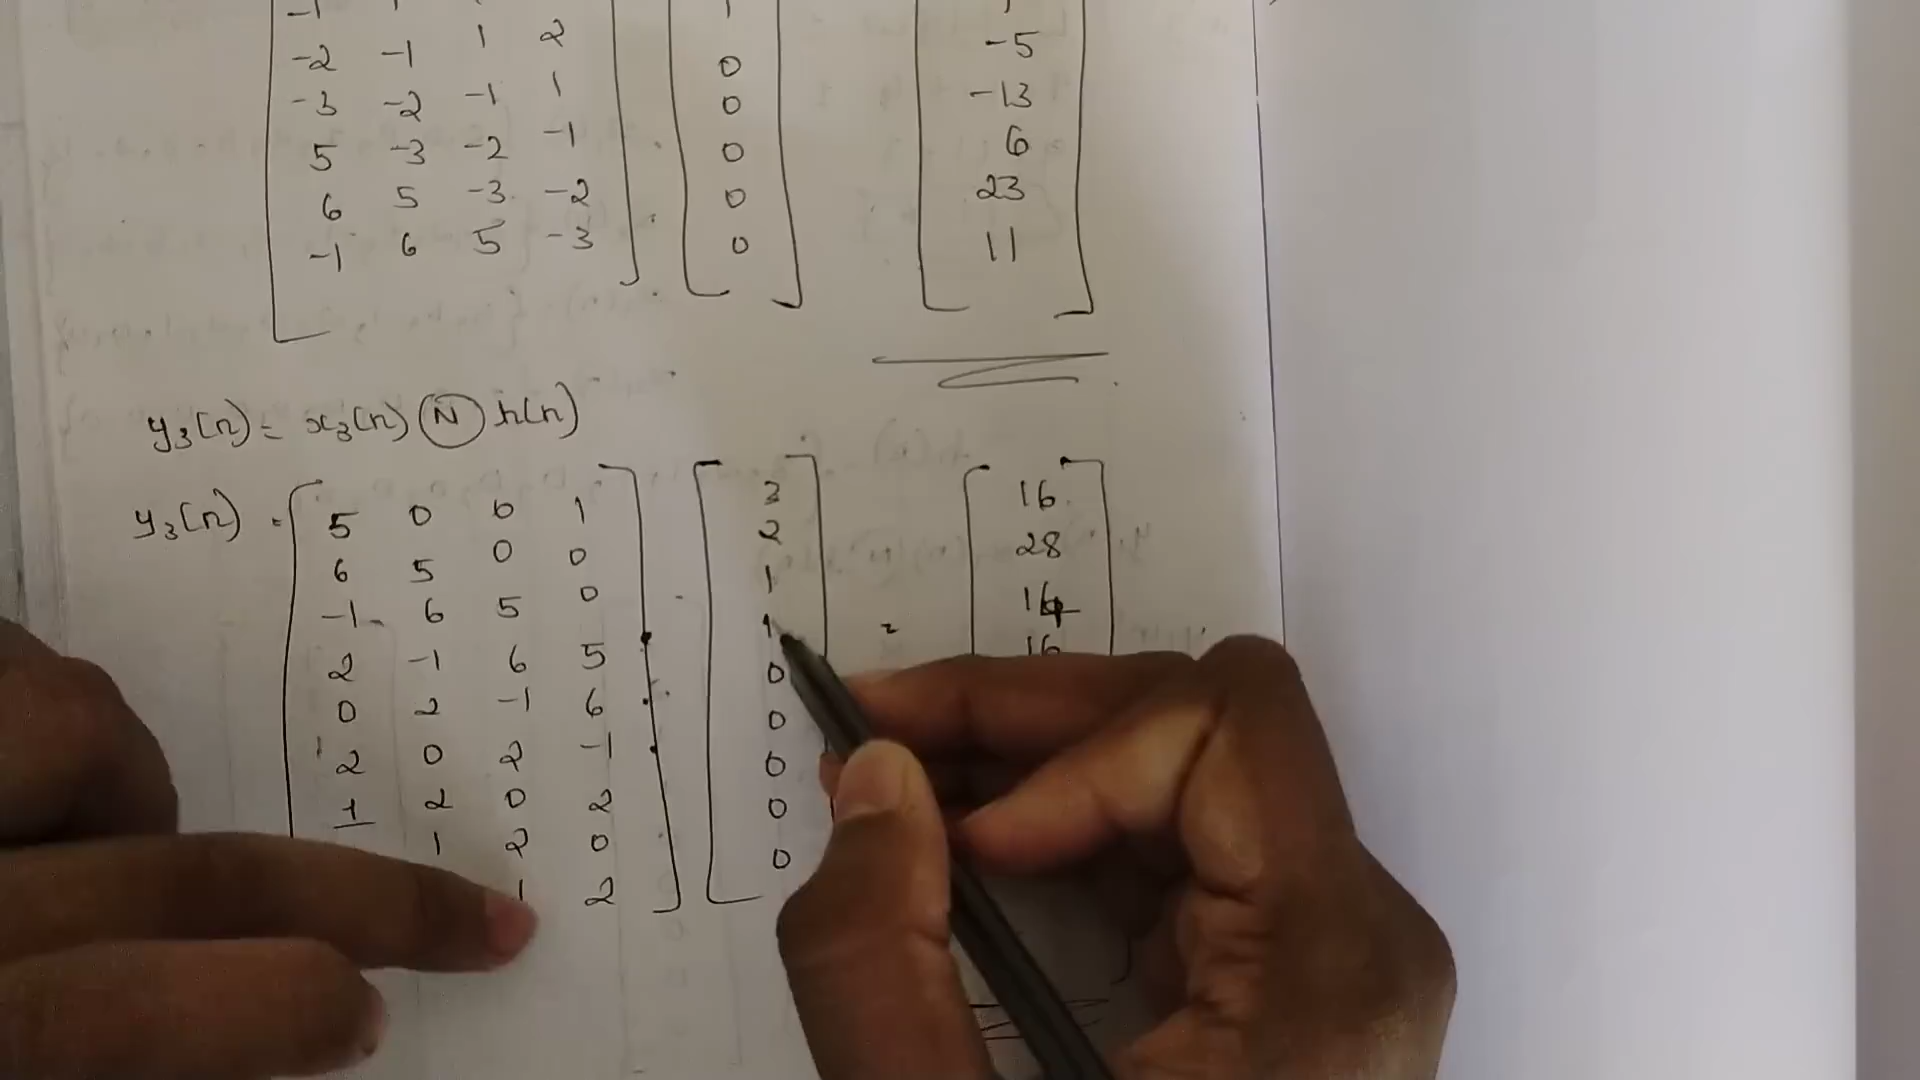 -1 1 1
-2 -1 1 2 -5
-3 -2 -1 1 0 -13
5 -3 -2 -1 0 6
6 5 -3 -2 0 23
-1 6 5 -3 0 11
y3(n) = x3(n) (N) h(n)
y3(n) =
5 0 0 1 3 16
6 5 0 0 2 28
-1 6 5 0 1 14
2 -1 6 5 1 = 16
0 2 -1 6 0
2 0 2 -1 0
1 2 0 2 0
1 2 0 0
1 2 0